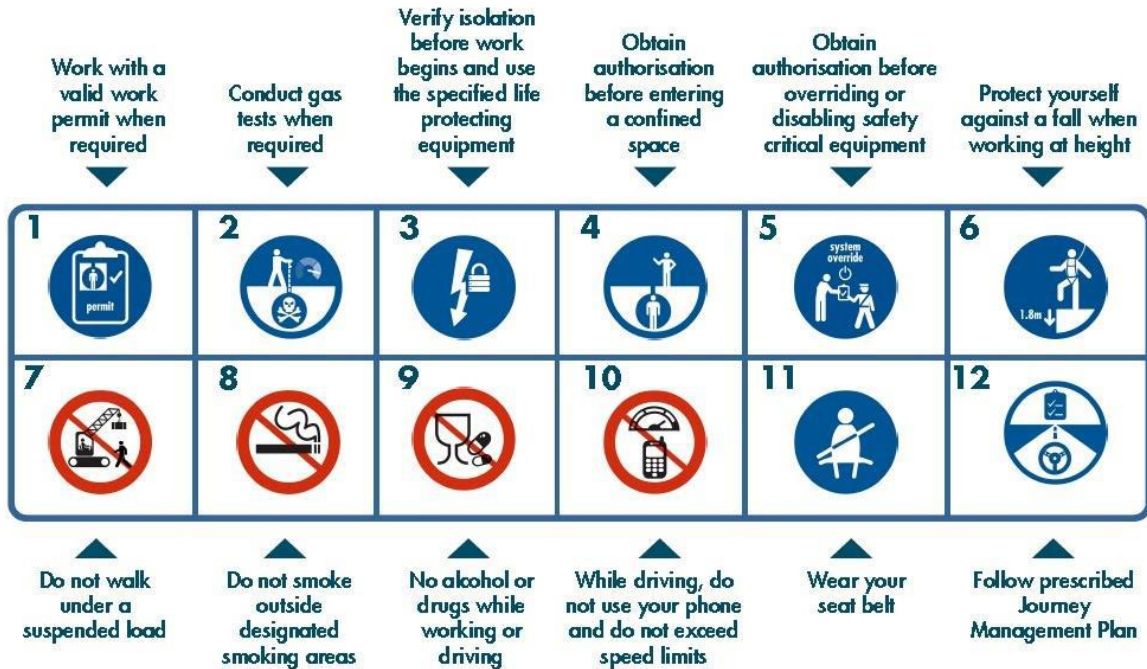 Work with a
valid work
permit when
required
Conduct gas
tests when
required
Verify isolation
before work
begins and use
the specified life
protecting
equipment
Obtain
authorisation
before entering
a confined
space
Obtain
authorisation before
overriding or
disabling safety
critical equipment
Protect yourself
against a fall when
working at height
1
permit
2
3
4
5
system
override
6
1.8m
7
8
9
10
11
12
Do not walk
under a
suspended load
Do not smoke
outside
designated
smoking areas
No alcohol or
drugs while
working or
driving
While driving, do
not use your phone
and do not exceed
speed limits
Wear your
seat belt
Follow prescribed
Journey
Management Plan